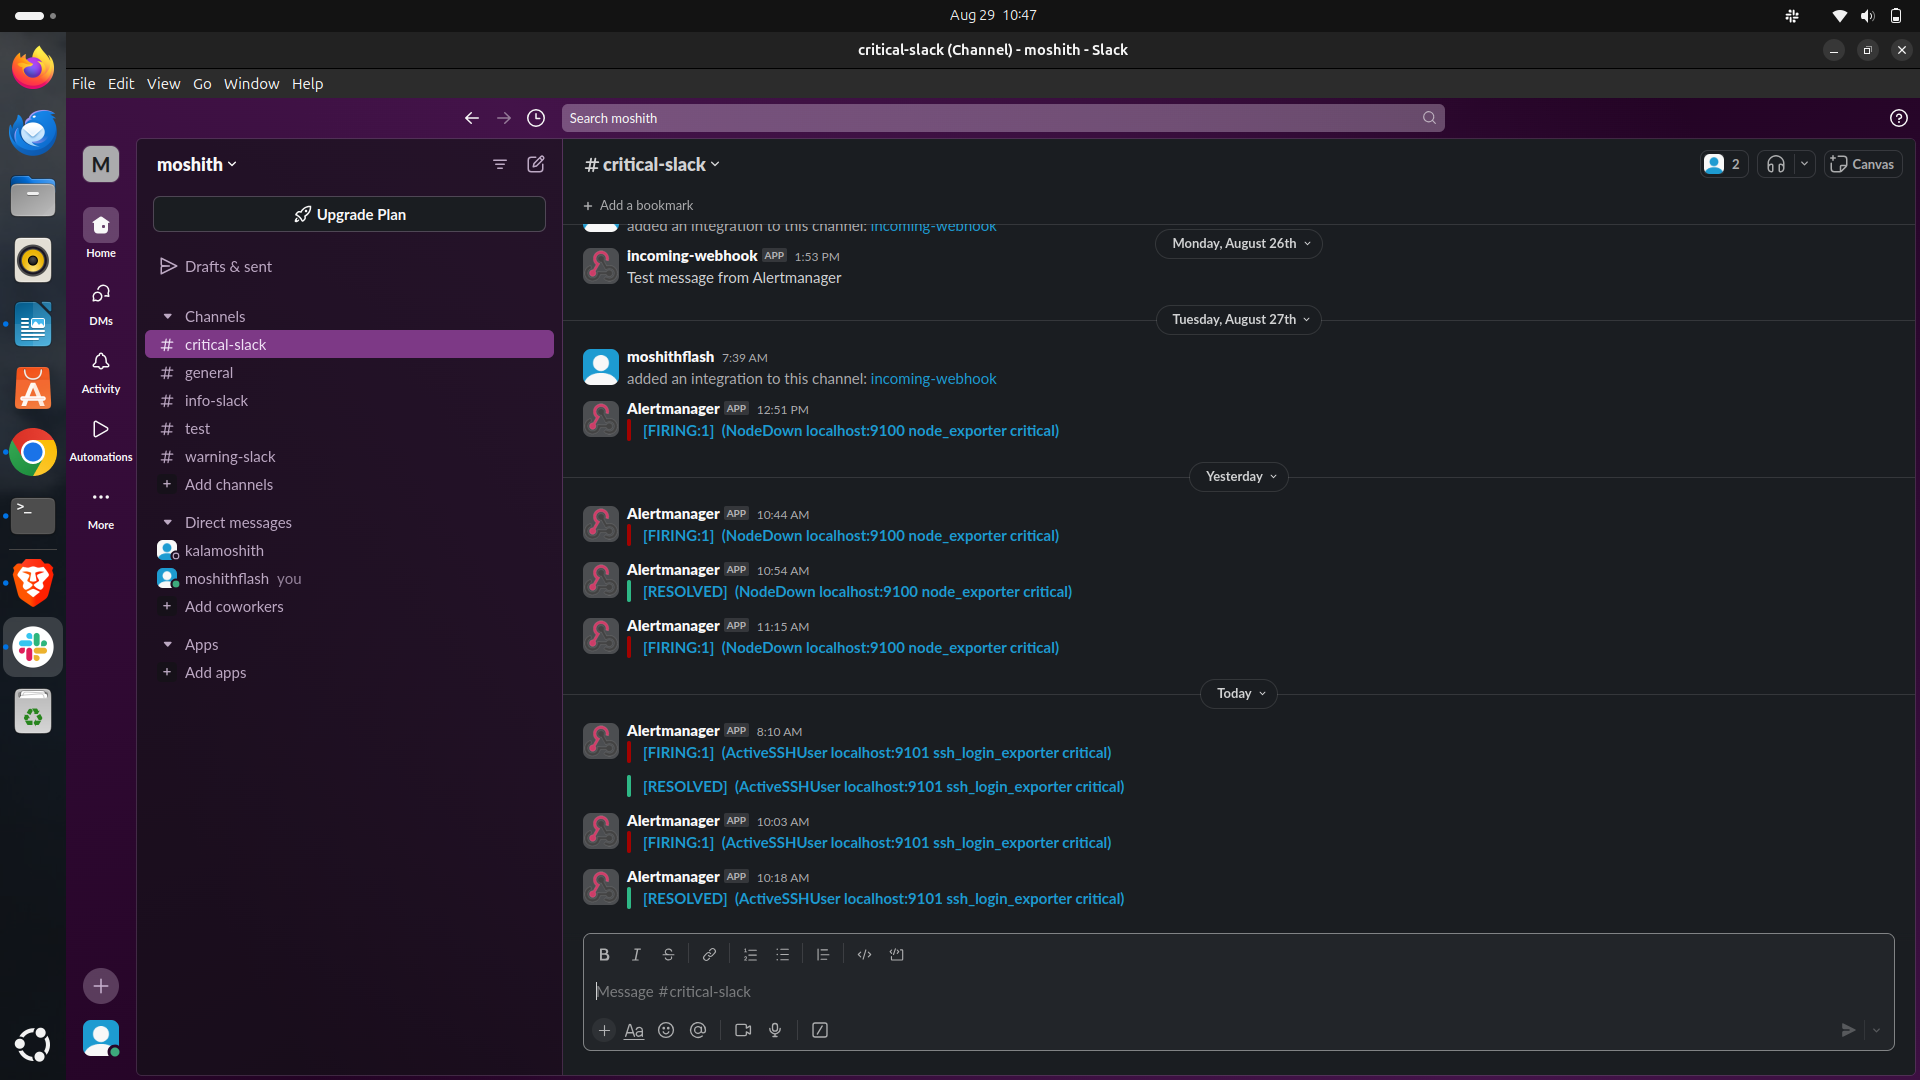 Aug 29 10:47
critical-slack (Channel) - moshith - Slack
File Edit View Go Window Help
Search moshith
M
Home
DMs
Activity
Automations
More
moshith
Upgrade Plan
Drafts & sent
Channels
# critical-slack
# general
# info-slack
# test
# warning-slack
+ Add channels
Direct messages
kalamoshith
moshithflash you
+ Add coworkers
Apps
+ Add apps
# critical-slack
2
Canvas
+ Add a bookmark
added an integration to this channel: incoming-webhook
Monday, August 26th
incoming-webhook APP 1:53 PM
Test message from Alertmanager
Tuesday, August 27th
moshithflash 7:39 AM
added an integration to this channel: incoming-webhook
Alertmanager APP 12:51 PM
[FIRING:1] (NodeDown localhost:9100 node_exporter critical)
Yesterday
Alertmanager APP 10:44 AM
[FIRING:1] (NodeDown localhost:9100 node_exporter critical)
Alertmanager APP 10:54 AM
[RESOLVED] (NodeDown localhost:9100 node_exporter critical)
Alertmanager APP 11:15 AM
[FIRING:1] (NodeDown localhost:9100 node_exporter critical)
Today
Alertmanager APP 8:10 AM
[FIRING:1] (ActiveSSHUser localhost:9101 ssh_login_exporter critical)
[RESOLVED] (ActiveSSHUser localhost:9101 ssh_login_exporter critical)
Alertmanager APP 10:03 AM
[FIRING:1] (ActiveSSHUser localhost:9101 ssh_login_exporter critical)
Alertmanager APP 10:18 AM
[RESOLVED] (ActiveSSHUser localhost:9101 ssh_login_exporter critical)
B I S
Message #critical-slack
+ Aa @